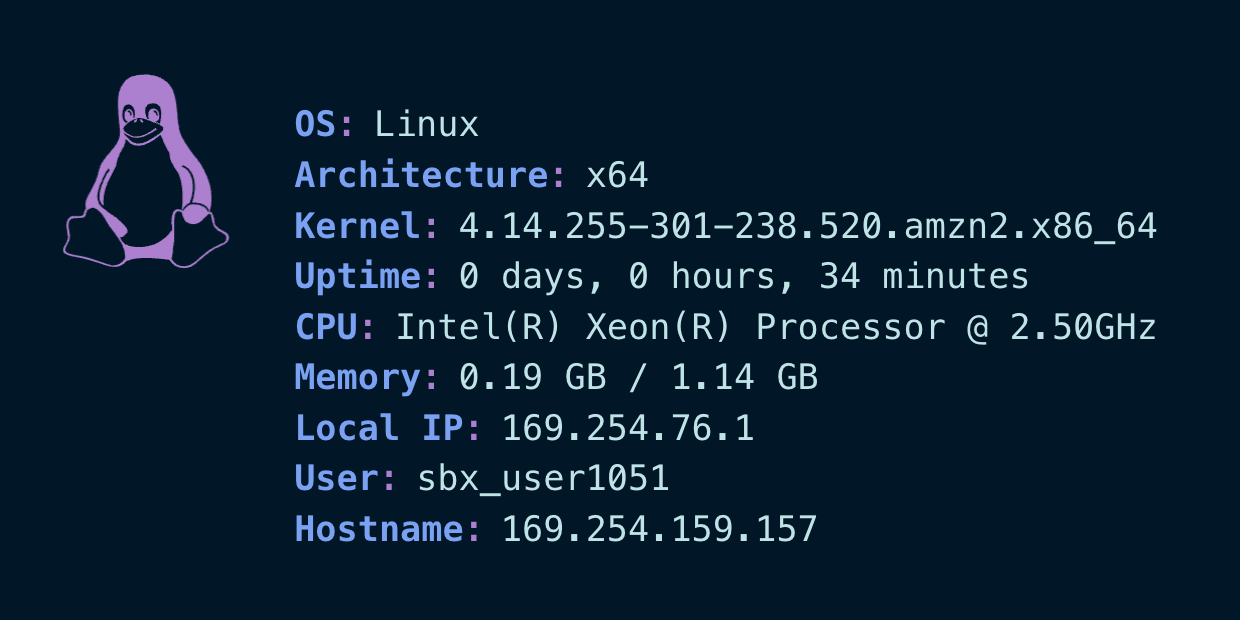 OS: Linux
Architecture: x64
Kernel: 4.14.255-301-238.520.amzn2.x86_64
Uptime: 0 days, 0 hours, 34 minutes
CPU: Intel(R) Xeon(R) Processor @ 2.50GHz
Memory: 0.19 GB / 1.14 GB
Local IP: 169.254.76.1
User: sbx_user1051
Hostname: 169.254.159.157